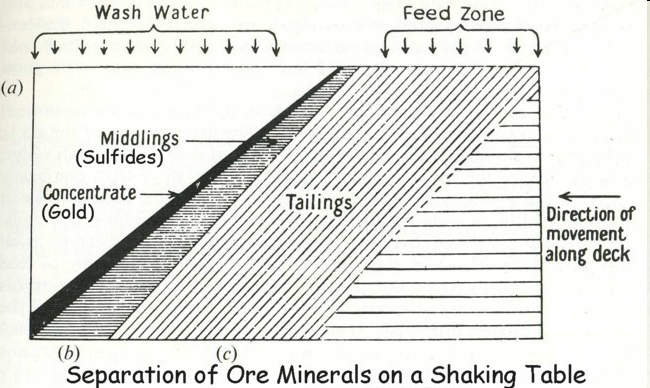 Wash Water
Feed Zone
(a)
Middlings
(Sulfides)
Concentrate
(Gold)
Tailings
Direction of
movement
along deck
(b)
(c)
Separation of Ore Minerals on a Shaking Table